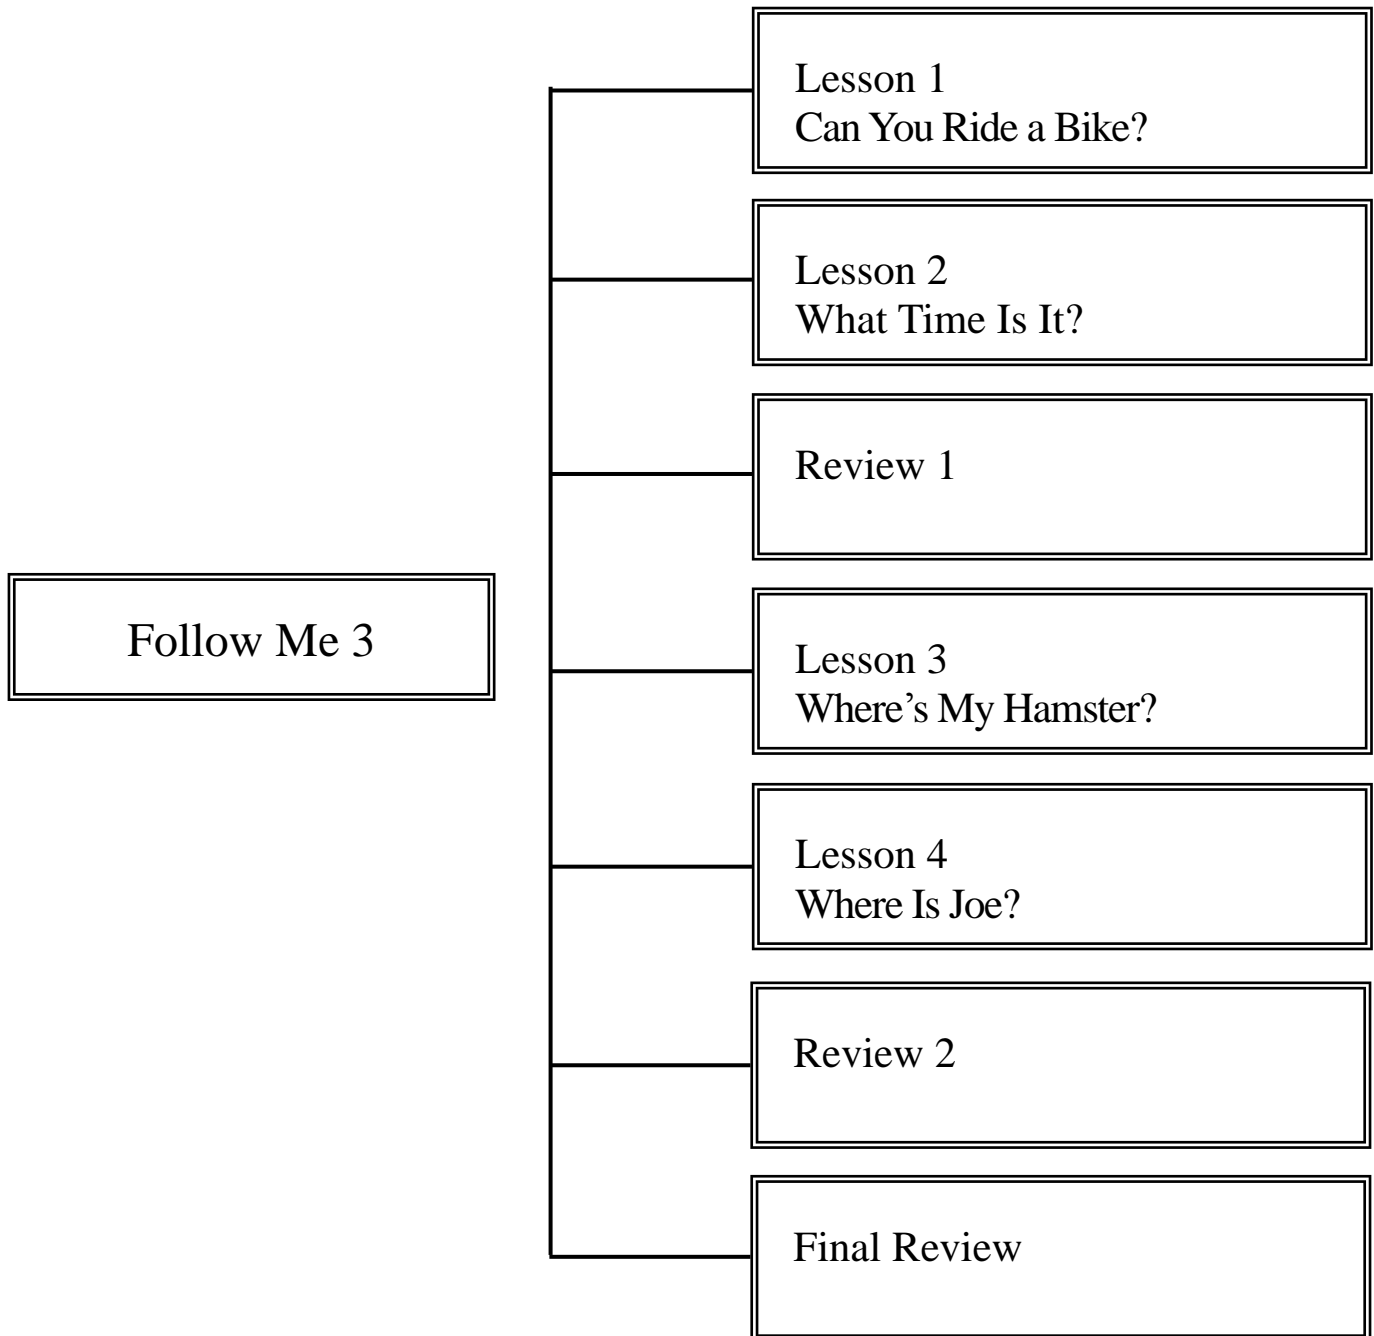 Follow Me 3
Lesson 1
Can You Ride a Bike?
Lesson 2
What Time Is It?
Review 1
Lesson 3
Where’s My Hamster?
Lesson 4
Where Is Joe?
Review 2
Final Review